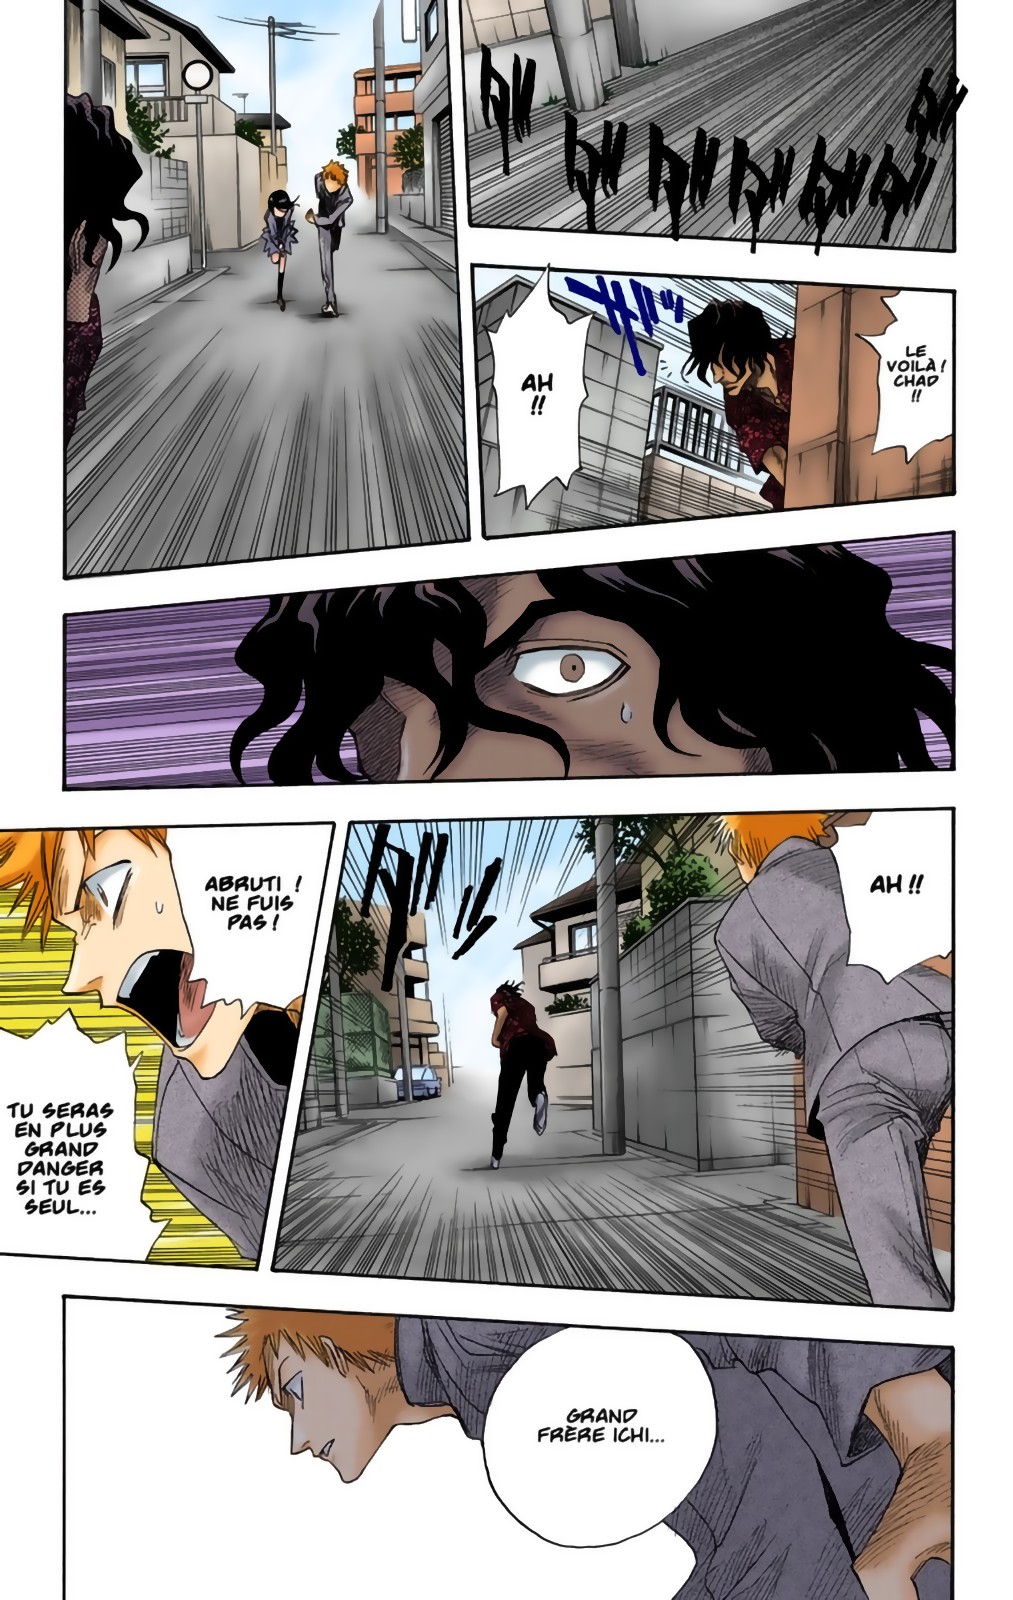 LE
VOILÀ !
CHAD
!!
AH
!!
AH !!
ABRUTI !
NE FUIS
PAS !
TU SERAS
EN PLUS
GRAND
DANGER
SI TU ES
SEUL...
GRAND
FRÈRE ICHI...